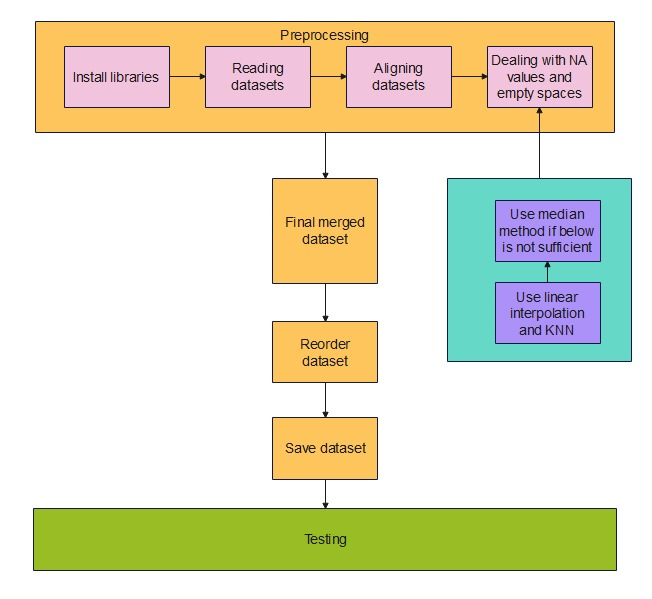 Preprocessing
Install libraries
Reading
datasets
Aligning
datasets
Dealing with NA
values and
empty spaces
Final merged
dataset
Use median
method if below
is not sufficient
Use linear
interpolation
and KNN
Reorder
dataset
Save dataset
Testing